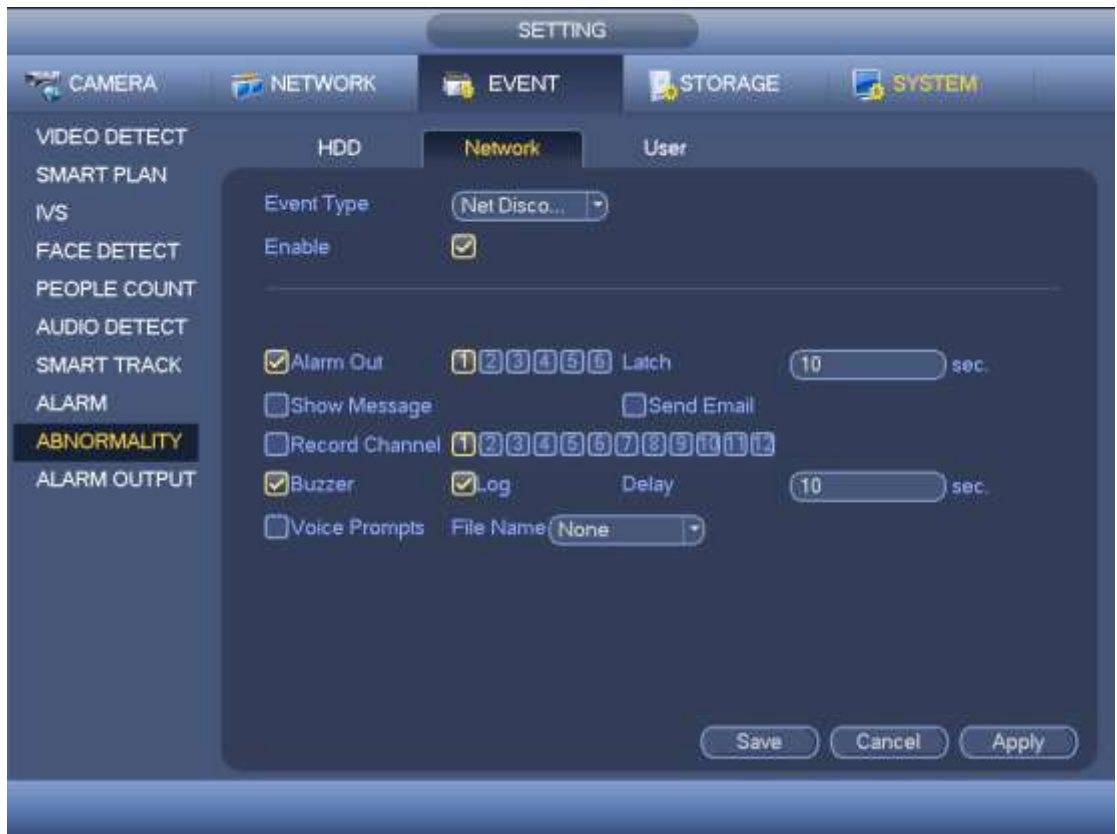 SETTING
CAMERA NETWORK EVENT STORAGE SYSTEM
VIDEO DETECT
SMART PLAN
IVS
FACE DETECT
PEOPLE COUNT
AUDIO DETECT
SMART TRACK
ALARM
ABNORMALITY
ALARM OUTPUT
HDD Network User
Event Type Net Disco...
Enable
Alarm Out 1 2 3 4 5 6 Latch 10 sec.
Show Message Send Email
Record Channel 1 2 3 4 5 6 7 8 9 10 11 12
Buzzer Log Delay 10 sec.
Voice Prompts File Name None
Save Cancel Apply